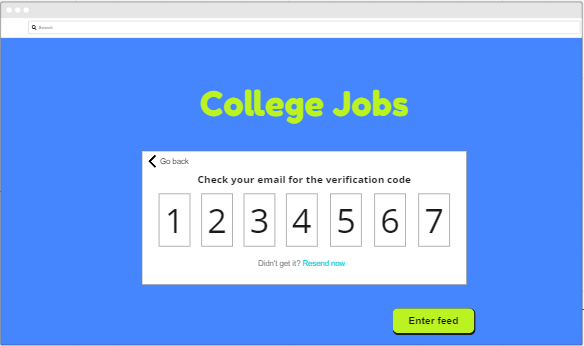 Search
College Jobs
Go back
Check your email for the verification code
1 2 3 4 5 6 7
Didn't get it? Resend now
Enter feed